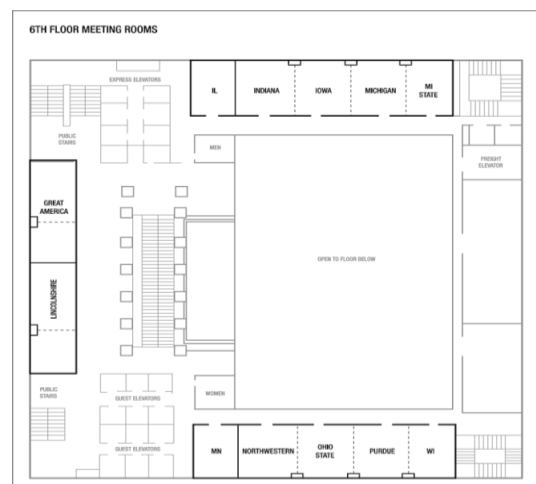 6TH FLOOR MEETING ROOMS
EXPRESS ELEVATORS
IL
INDIANA
IOWA
MICHIGAN
MI
STATE
PUBLIC
STAIRS
MEN
FREIGHT
ELEVATOR
GREAT
AMERICA
OPEN TO FLOOR BELOW
LINCOLNSHIRE
PUBLIC
STAIRS
WOMEN
GUEST ELEVATORS
GUEST ELEVATORS
MN
NORTHWESTERN
OHIO
STATE
PURDUE
WI